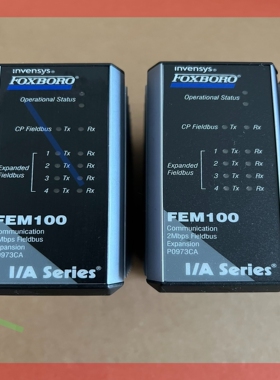 invensys
FOXBORO
Operational Status
CP Fieldbus Tx Rx
Expanded
Fieldbus
1 Tx Rx
2 Tx Rx
3 Tx Rx
4 Tx Rx
FEM100
Communication
2Mbps Fieldbus
Expansion
P0973CA
I/A Series®
invensys
FOXBORO
Operational Status
CP Fieldbus Tx Rx
Expanded
Fieldbus
1 Tx Rx
2 Tx Rx
3 Tx Rx
4 Tx Rx
FEM100
Communication
2Mbps Fieldbus
Expansion
P0973CA
I/A Series®